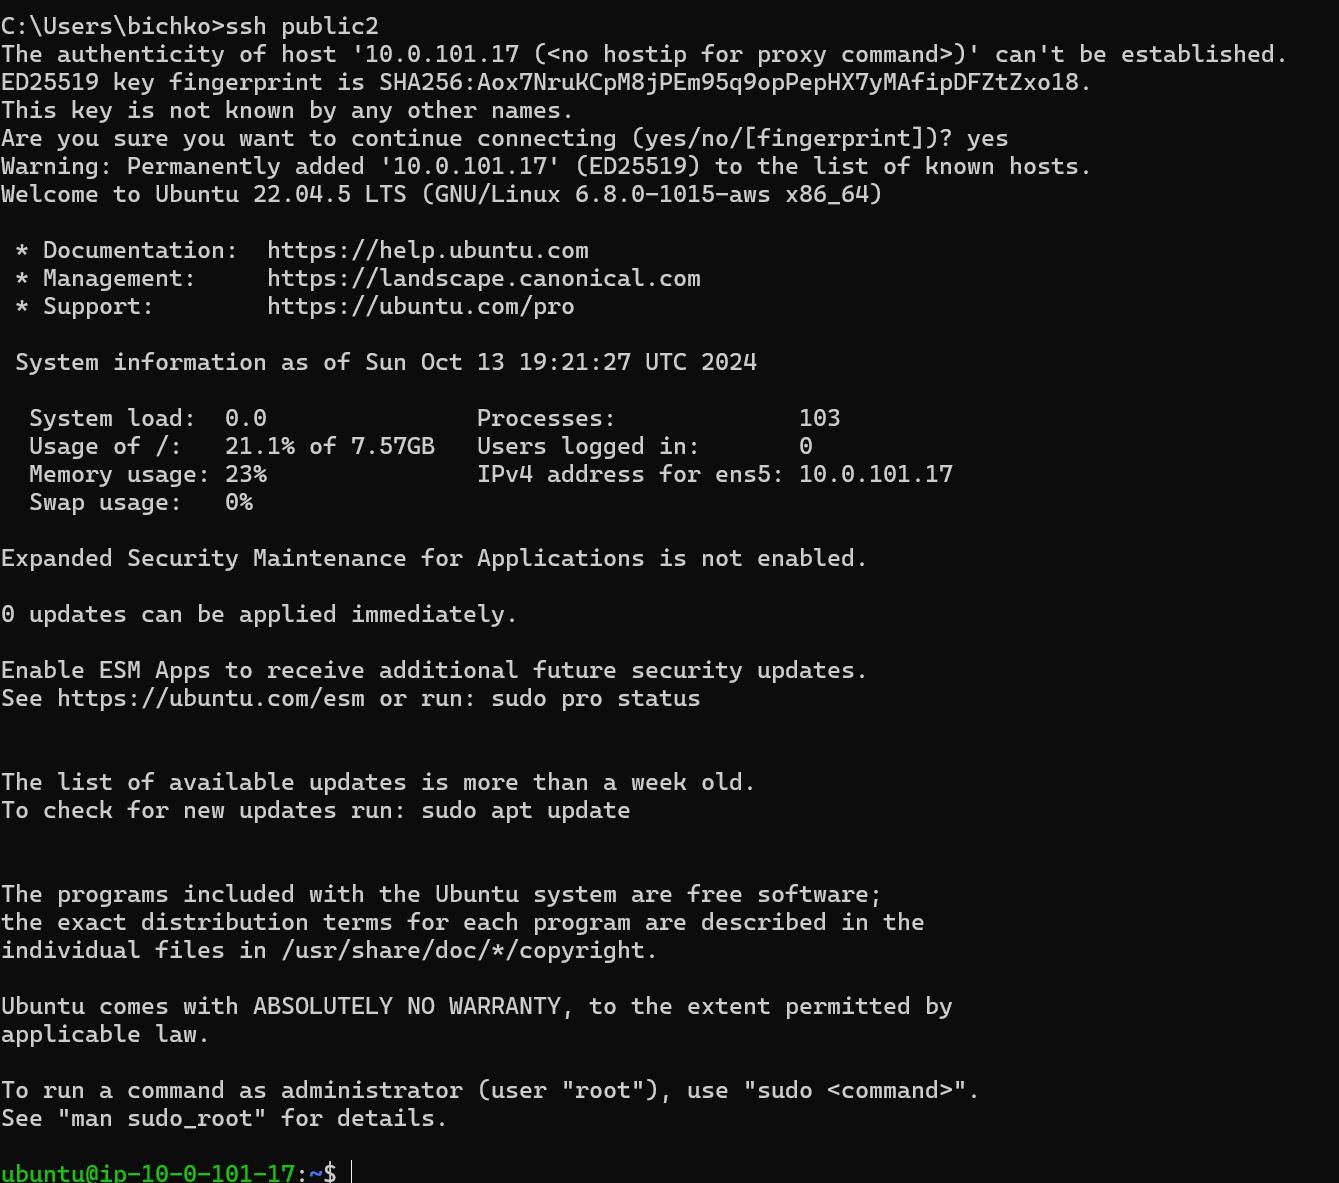 C:\Users\bichko>ssh public2
The authenticity of host '10.0.101.17 (<no hostip for proxy command>)' can't be established.
ED25519 key fingerprint is SHA256:Aox7NruKCpM8jPEm95q9opPepHX7yMAfipDFZtZxo18.
This key is not known by any other names.
Are you sure you want to continue connecting (yes/no/[fingerprint])? yes
Warning: Permanently added '10.0.101.17' (ED25519) to the list of known hosts.
Welcome to Ubuntu 22.04.5 LTS (GNU/Linux 6.8.0-1015-aws x86_64)

 * Documentation:  https://help.ubuntu.com
 * Management:     https://landscape.canonical.com
 * Support:        https://ubuntu.com/pro

 System information as of Sun Oct 13 19:21:27 UTC 2024

  System load:  0.0               Processes:             103
  Usage of /:   21.1% of 7.57GB   Users logged in:       0
  Memory usage: 23%               IPv4 address for ens5: 10.0.101.17
  Swap usage:   0%

Expanded Security Maintenance for Applications is not enabled.

0 updates can be applied immediately.

Enable ESM Apps to receive additional future security updates.
See https://ubuntu.com/esm or run: sudo pro status


The list of available updates is more than a week old.
To check for new updates run: sudo apt update


The programs included with the Ubuntu system are free software;
the exact distribution terms for each program are described in the
individual files in /usr/share/doc/*/copyright.

Ubuntu comes with ABSOLUTELY NO WARRANTY, to the extent permitted by
applicable law.

To run a command as administrator (user "root"), use "sudo <command>".
See "man sudo_root" for details.

ubuntu@ip-10-0-101-17:~$